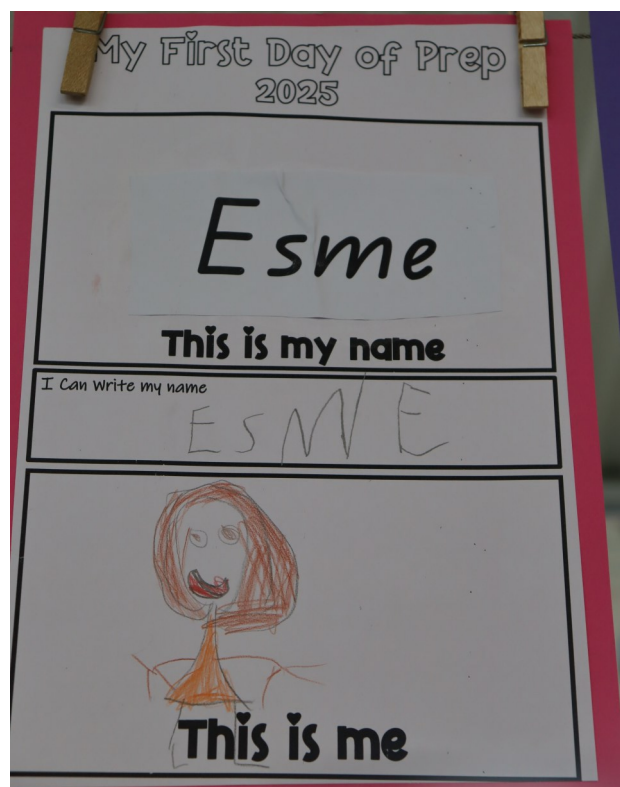 My First Day of Prep
2025
Esme
This is my name
I Can Write my name
ESME
This is me